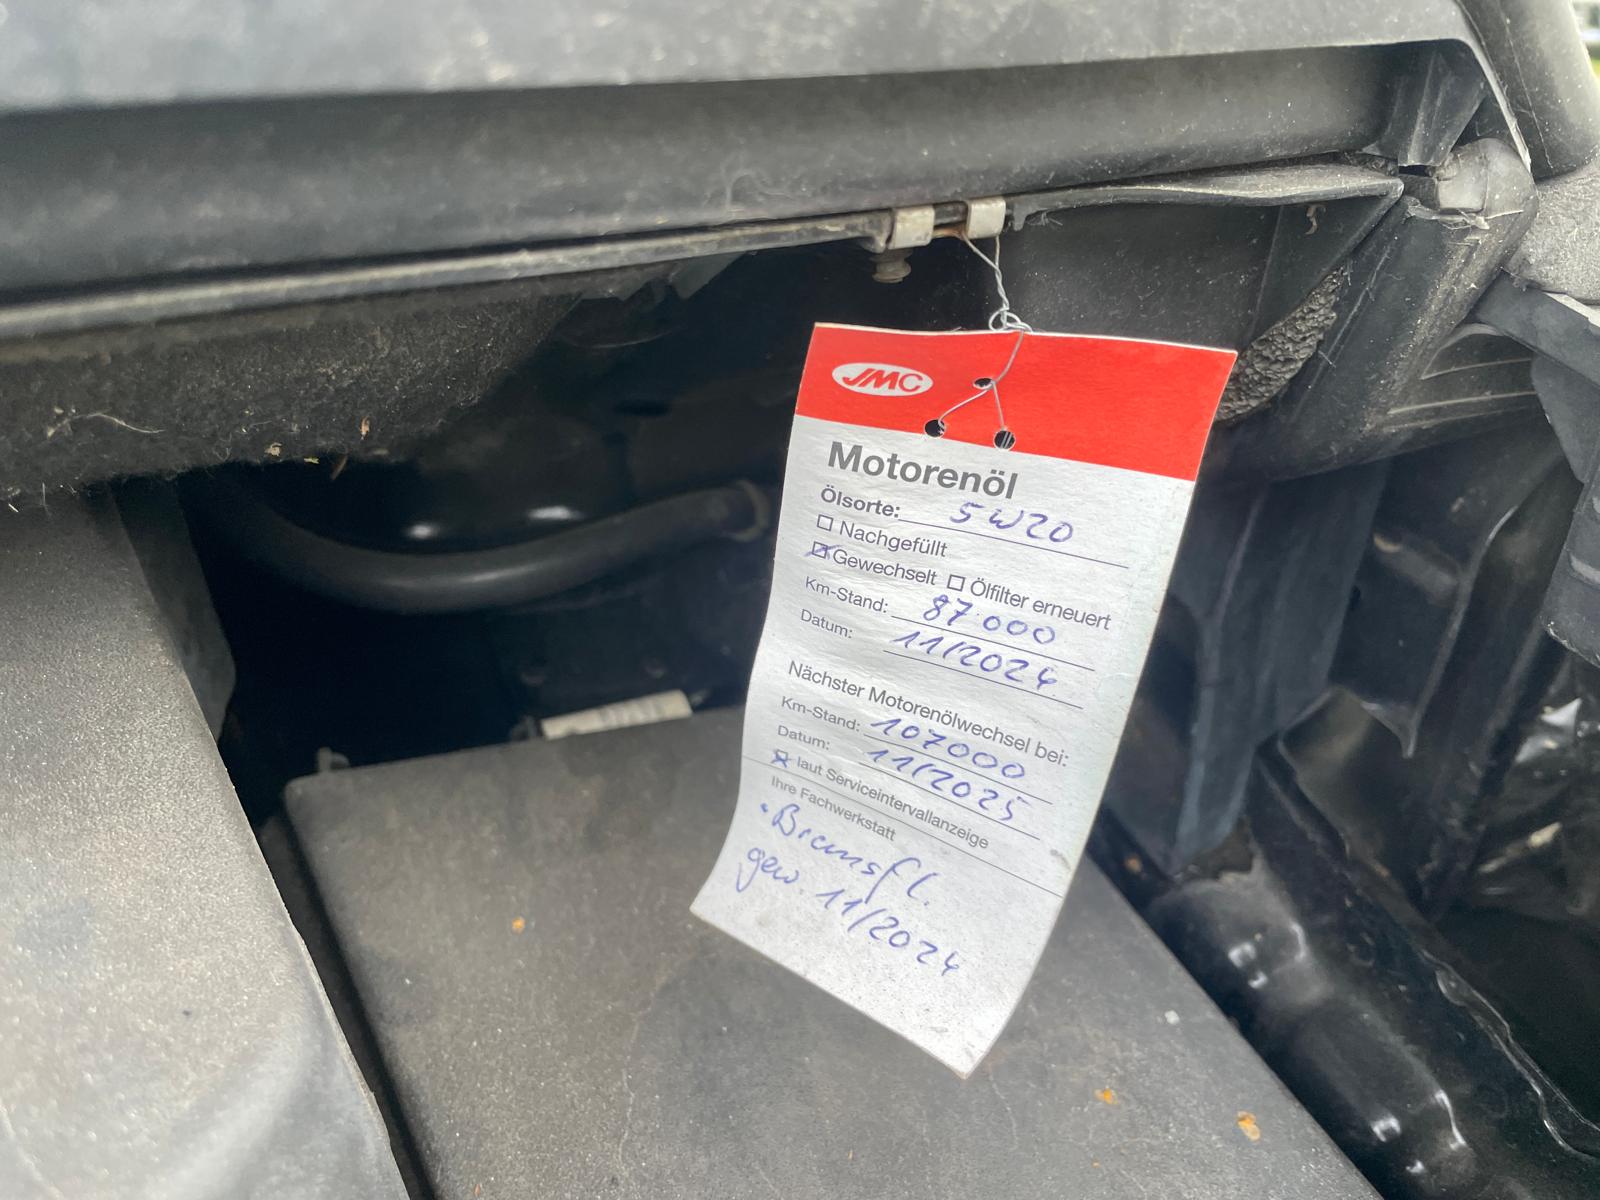 JMC
Motorenöl
Ölsorte: 5W20
☐ Nachgefüllt
☒ Gewechselt ☐ Ölfilter erneuert
Km-Stand: 87.000
Datum: 11/2024
Nächster Motorenölwechsel bei:
Km-Stand: 107000
Datum: 11/2025
☒ laut Serviceintervallanzeige
Ihre Fachwerkstatt
. Bremsfl.
gew. 11/2024